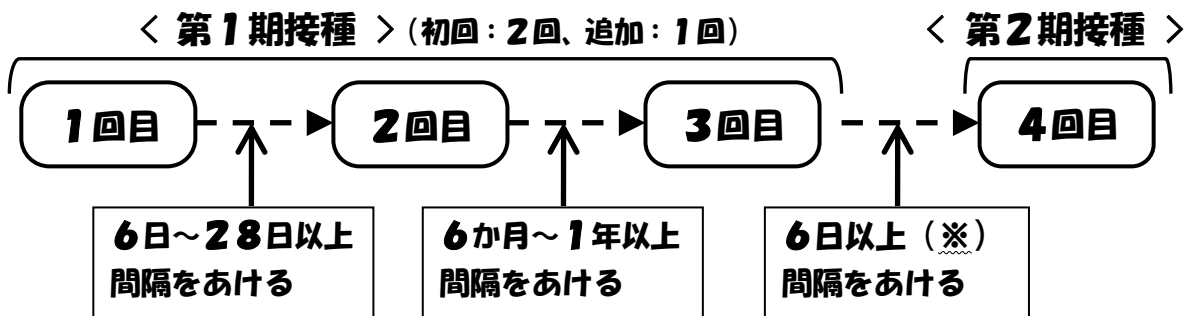 < 第1期接種 >(初回:2回、追加:1回)
< 第2期接種 >
1回目
2回目
3回目
4回目
6日~28日以上
間隔をあける
6か月~1年以上
間隔をあける
6日以上(※)
間隔をあける